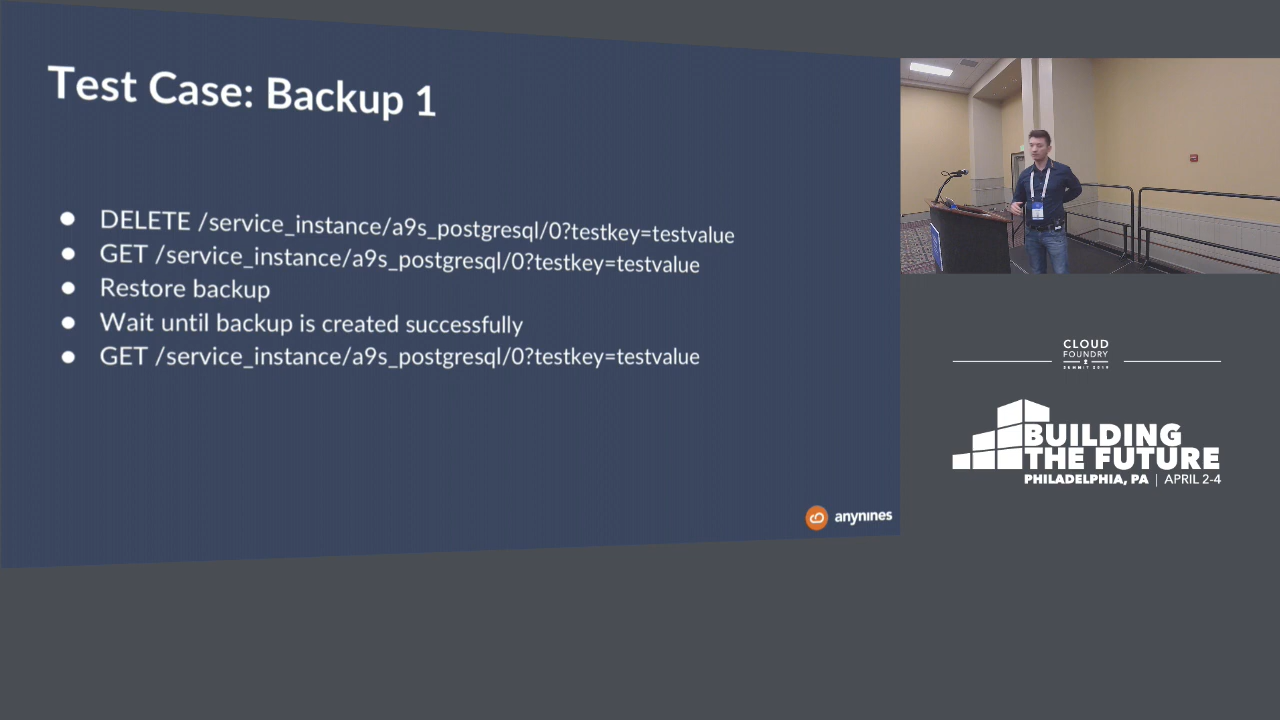 Test Case: Backup 1
DELETE /service_instance/a9s_postgresql/0?testkey=testvalue
GET /service_instance/a9s_postgresql/0?testkey=testvalue
Restore backup
Wait until backup is created successfully
GET /service_instance/a9s_postgresql/0?testkey=testvalue
anynines
CLOUD
FOUNDRY
SUMMIT 2019
BUILDING
THE FUTURE
PHILADELPHIA, PA | APRIL 2-4